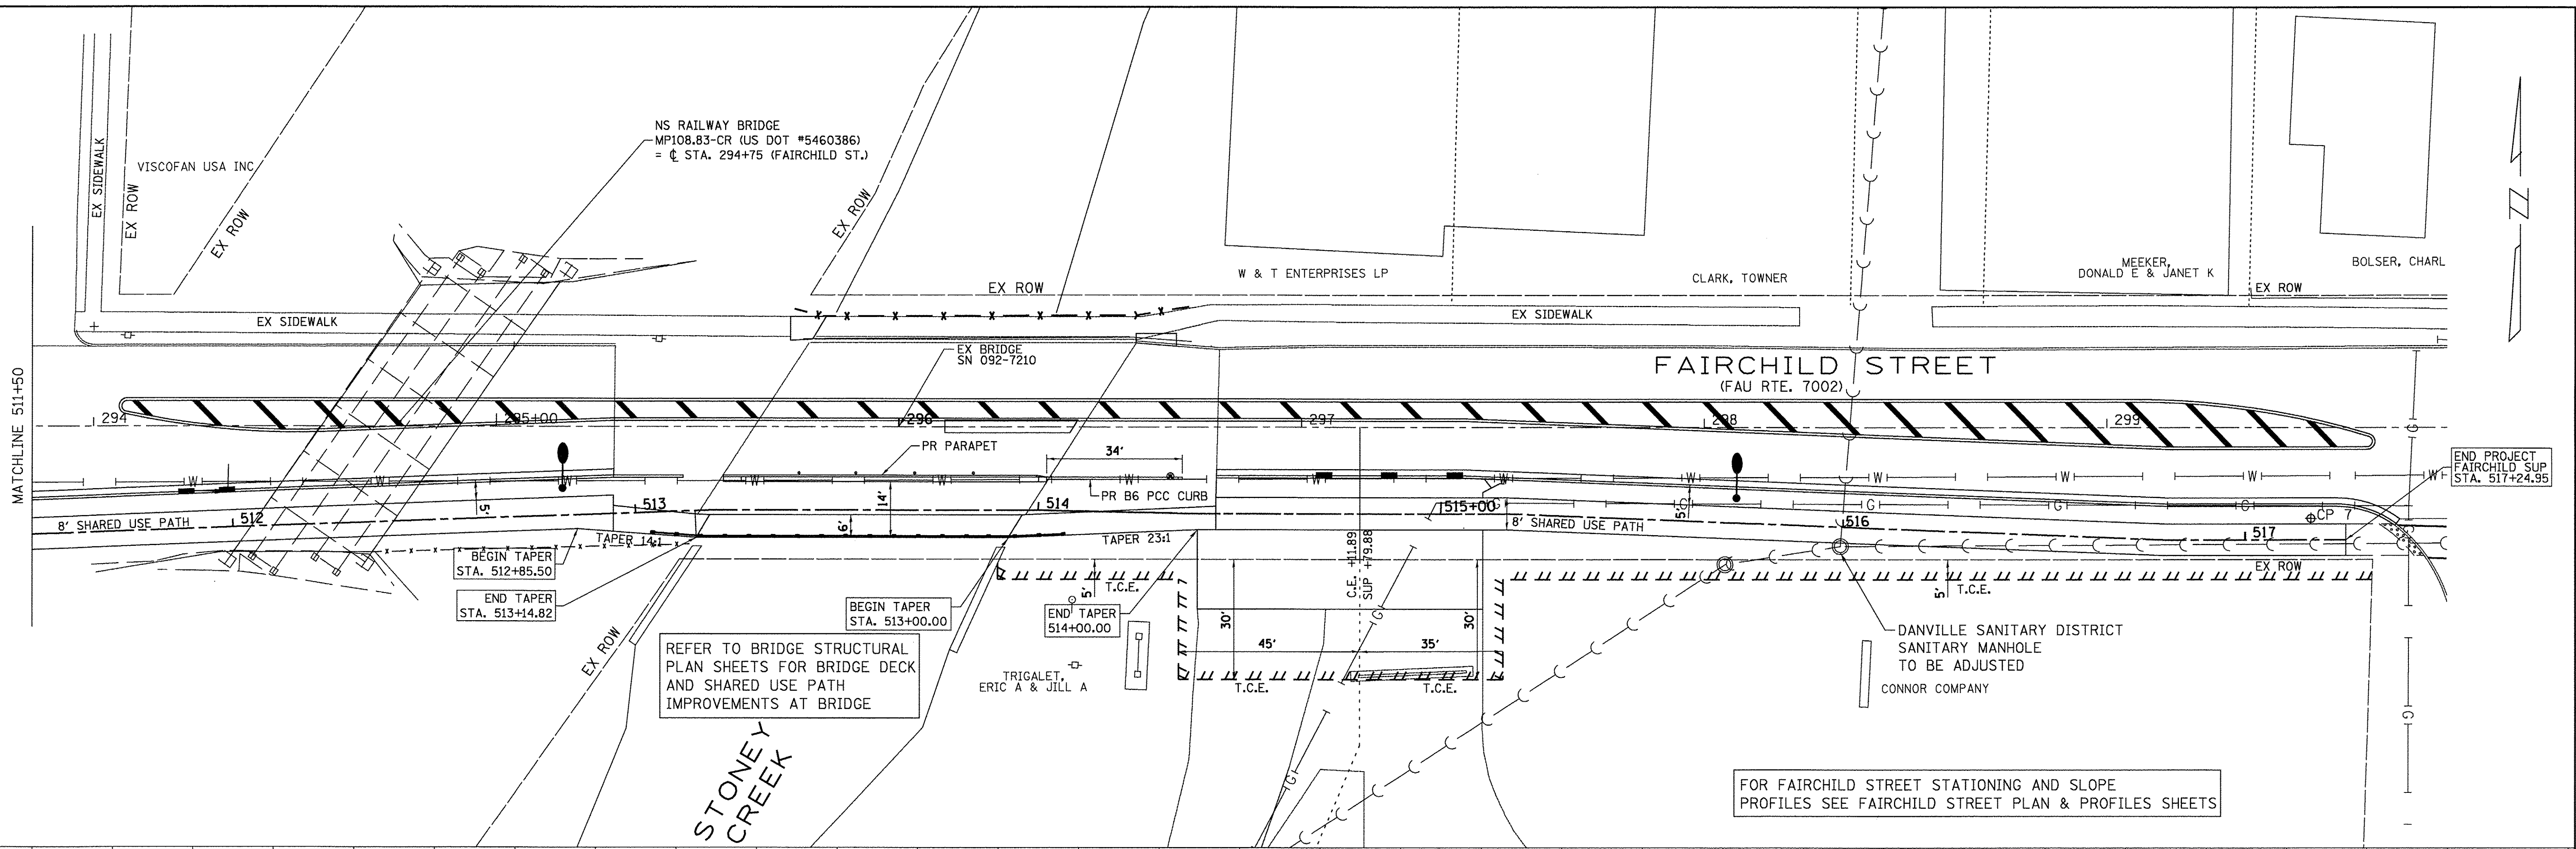 MATCHLINE 511+50
EX SIDEWALK
VISCOFAN USA INC
EX ROW
EX ROW
NS RAILWAY BRIDGE
MP108.83-CR (US DOT #5460386)
= ℄ STA. 294+75 (FAIRCHILD ST.)
EX ROW
EX ROW
W & T ENTERPRISES LP
CLARK, TOWNER
MEEKER,
DONALD E & JANET K
BOLSER, CHARL
EX ROW
N
EX SIDEWALK
EX SIDEWALK
X X X X X X X X
EX BRIDGE
SN 092-7210
FAIRCHILD STREET
(FAU RTE. 7002)
294
295+00
296
297
298
299
PR PARAPET
34'
PR B6 PCC CURB
14'
5'
6'
5'
W W W W W W W W W W W W W
G G G G
END PROJECT
FAIRCHILD SUP
STA. 517+24.95
8' SHARED USE PATH
512
513
514
515+00
8' SHARED USE PATH
516
517
CP 7
TAPER 14:1
TAPER 23:1
BEGIN TAPER
STA. 512+85.50
END TAPER
STA. 513+14.82
BEGIN TAPER
STA. 513+00.00
END TAPER
514+00.00
C.E. +11.89
SUP +79.88
5'
T.C.E.
30'
30'
45'
35'
T.C.E.
T.C.E.
5'
T.C.E.
EX ROW
EX ROW
REFER TO BRIDGE STRUCTURAL
PLAN SHEETS FOR BRIDGE DECK
AND SHARED USE PATH
IMPROVEMENTS AT BRIDGE
TRIGALET,
ERIC A & JILL A
DANVILLE SANITARY DISTRICT
SANITARY MANHOLE
TO BE ADJUSTED
CONNOR COMPANY
STONEY
CREEK
G
G
G
G
FOR FAIRCHILD STREET STATIONING AND SLOPE
PROFILES SEE FAIRCHILD STREET PLAN & PROFILES SHEETS